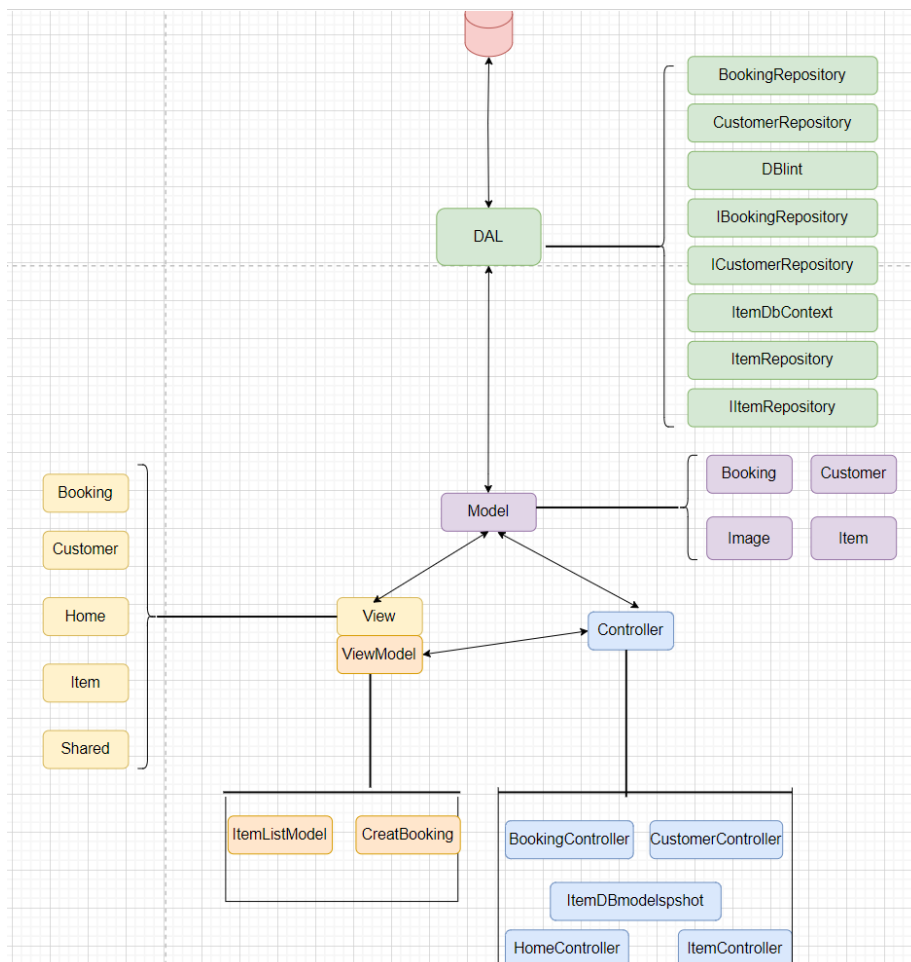 BookingRepository
CustomerRepository
DBlint
DAL
IBookingRepository
ICustomerRepository
ItemDbContext
ItemRepository
IItemRepository
Booking
Customer
Model
Image
Item
Booking
Customer
Home
Item
Shared
View
ViewModel
Controller
ItemListModel
CreatBooking
BookingController
CustomerController
ItemDBmodelspshot
HomeController
ItemController